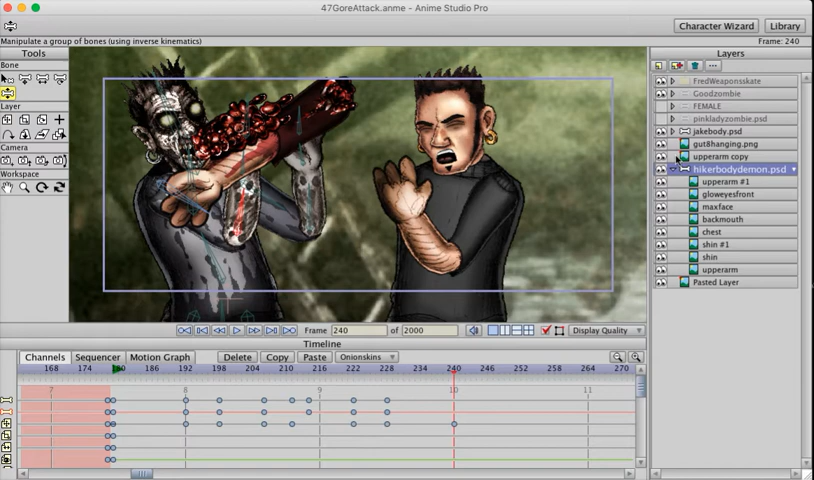 47GoreAttack.anme - Anime Studio Pro
Character Wizard
Library
Manipulate a group of bones (using inverse kinematics)
Frame: 240
Tools
Layers
Bone
Layer
Camera
Workspace
FredWeaponsskate
Goodzombie
FEMALE
pinkladyzombie.psd
jakebody.psd
gut8hanging.png
upperarm copy
hikerbodydemon.psd
upperarm #1
gloweyesfront
maxface
backmouth
chest
shin #1
shin
upperarm
Pasted Layer
Frame 240 of 2000
Display Quality
Timeline
Channels Sequencer Motion Graph Delete Copy Paste Onionskins
168 174 180 186 192 198 204 210 216 222 228 234 240 246 252 258 264 270
7 8 9 10 11